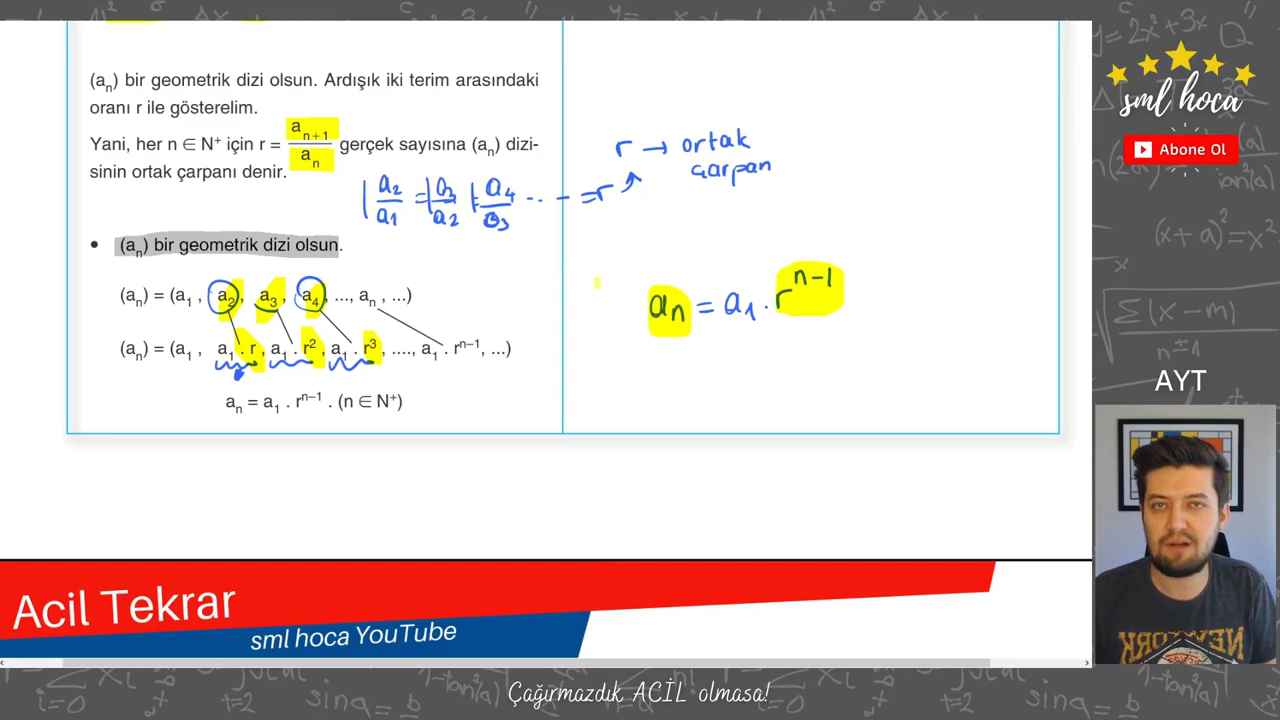 (aₙ) bir geometrik dizi olsun. Ardışık iki terim arasındaki
oranı r ile gösterelim.
Yani, her n ∈ N⁺ için r = aₙ₊₁ / aₙ gerçek sayısına (aₙ) dizi-
sinin ortak çarpanı denir.
r → ortak
çarpan
a₂/a₁ = a₃/a₂ = a₄/a₃ ... = r
• (aₙ) bir geometrik dizi olsun.
(aₙ) = (a₁ , a₂, a₃ , a₄ , ..., aₙ , ...)
(aₙ) = (a₁ , a₁ . r , a₁ . r² , a₁ . r³ , ...., a₁ . rⁿ⁻¹, ...)
aₙ = a₁ . rⁿ⁻¹ . (n ∈ N⁺)
aₙ = a₁ . rⁿ⁻¹
sml hoca
Abone Ol
(x + a)² = x²
Σ(x − m)
AYT
Acil Tekrar
sml hoca YouTube
Çağırmazdık ACİL olmasa!